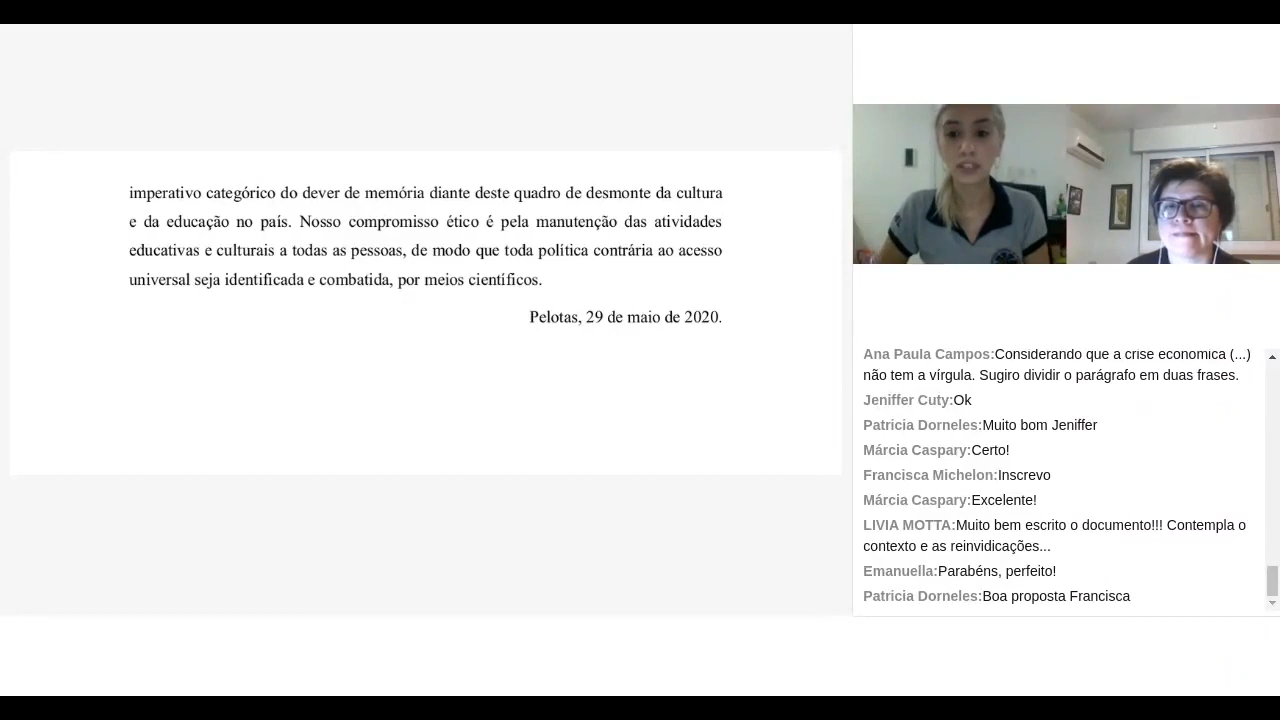 imperativo categórico do dever de memória diante deste quadro de desmonte da cultura
e da educação no país. Nosso compromisso ético é pela manutenção das atividades
educativas e culturais a todas as pessoas, de modo que toda política contrária ao acesso
universal seja identificada e combatida, por meios científicos.
Pelotas, 29 de maio de 2020.
Ana Paula Campos:Considerando que a crise economica (...)
não tem a vírgula. Sugiro dividir o parágrafo em duas frases.
Jeniffer Cuty:Ok
Patricia Dorneles:Muito bom Jeniffer
Márcia Caspary:Certo!
Francisca Michelon:Inscrevo
Márcia Caspary:Excelente!
LIVIA MOTTA:Muito bem escrito o documento!!! Contempla o
contexto e as reinvidicações...
Emanuella:Parabéns, perfeito!
Patricia Dorneles:Boa proposta Francisca